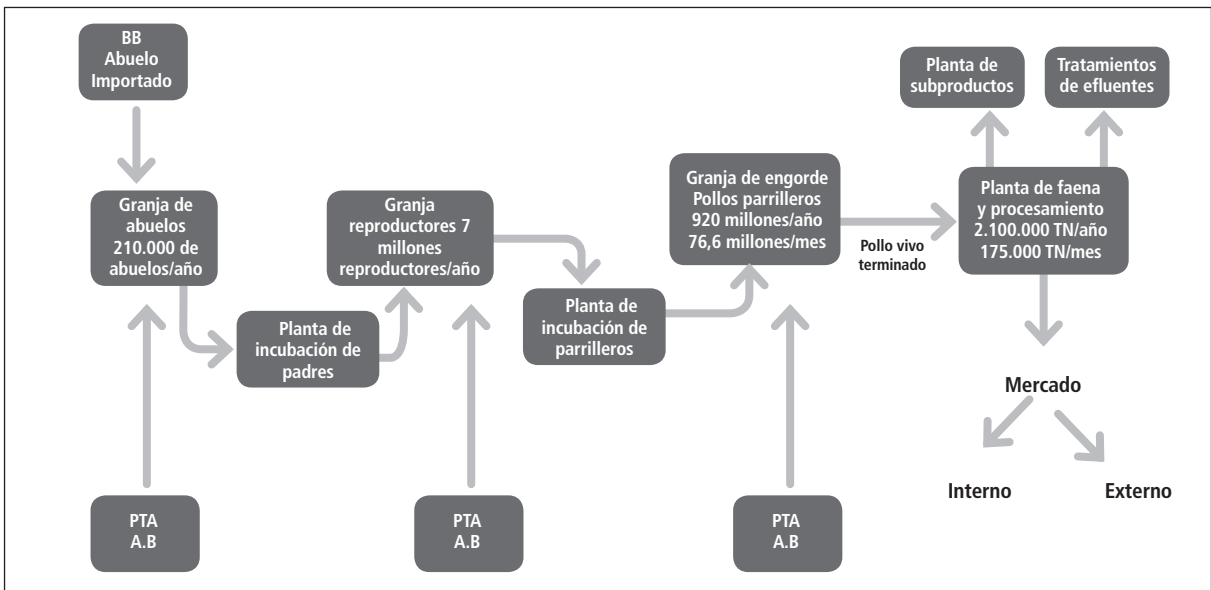 BB
Abuelo
Importado
Granja de
abuelos
210.000 de
abuelos/año
Planta de
incubación de
padres
Granja
reproductores 7
millones
reproductores/año
Planta de
incubación de
parrilleros
Granja de engorde
Pollos parrilleros
920 millones/año
76,6 millones/mes
Pollo vivo
terminado
Planta de
subproductos
Tratamientos
de efluentes
Planta de faena
y procesamiento
2.100.000 TN/año
175.000 TN/mes
Mercado
Interno
Externo
PTA
A.B
PTA
A.B
PTA
A.B